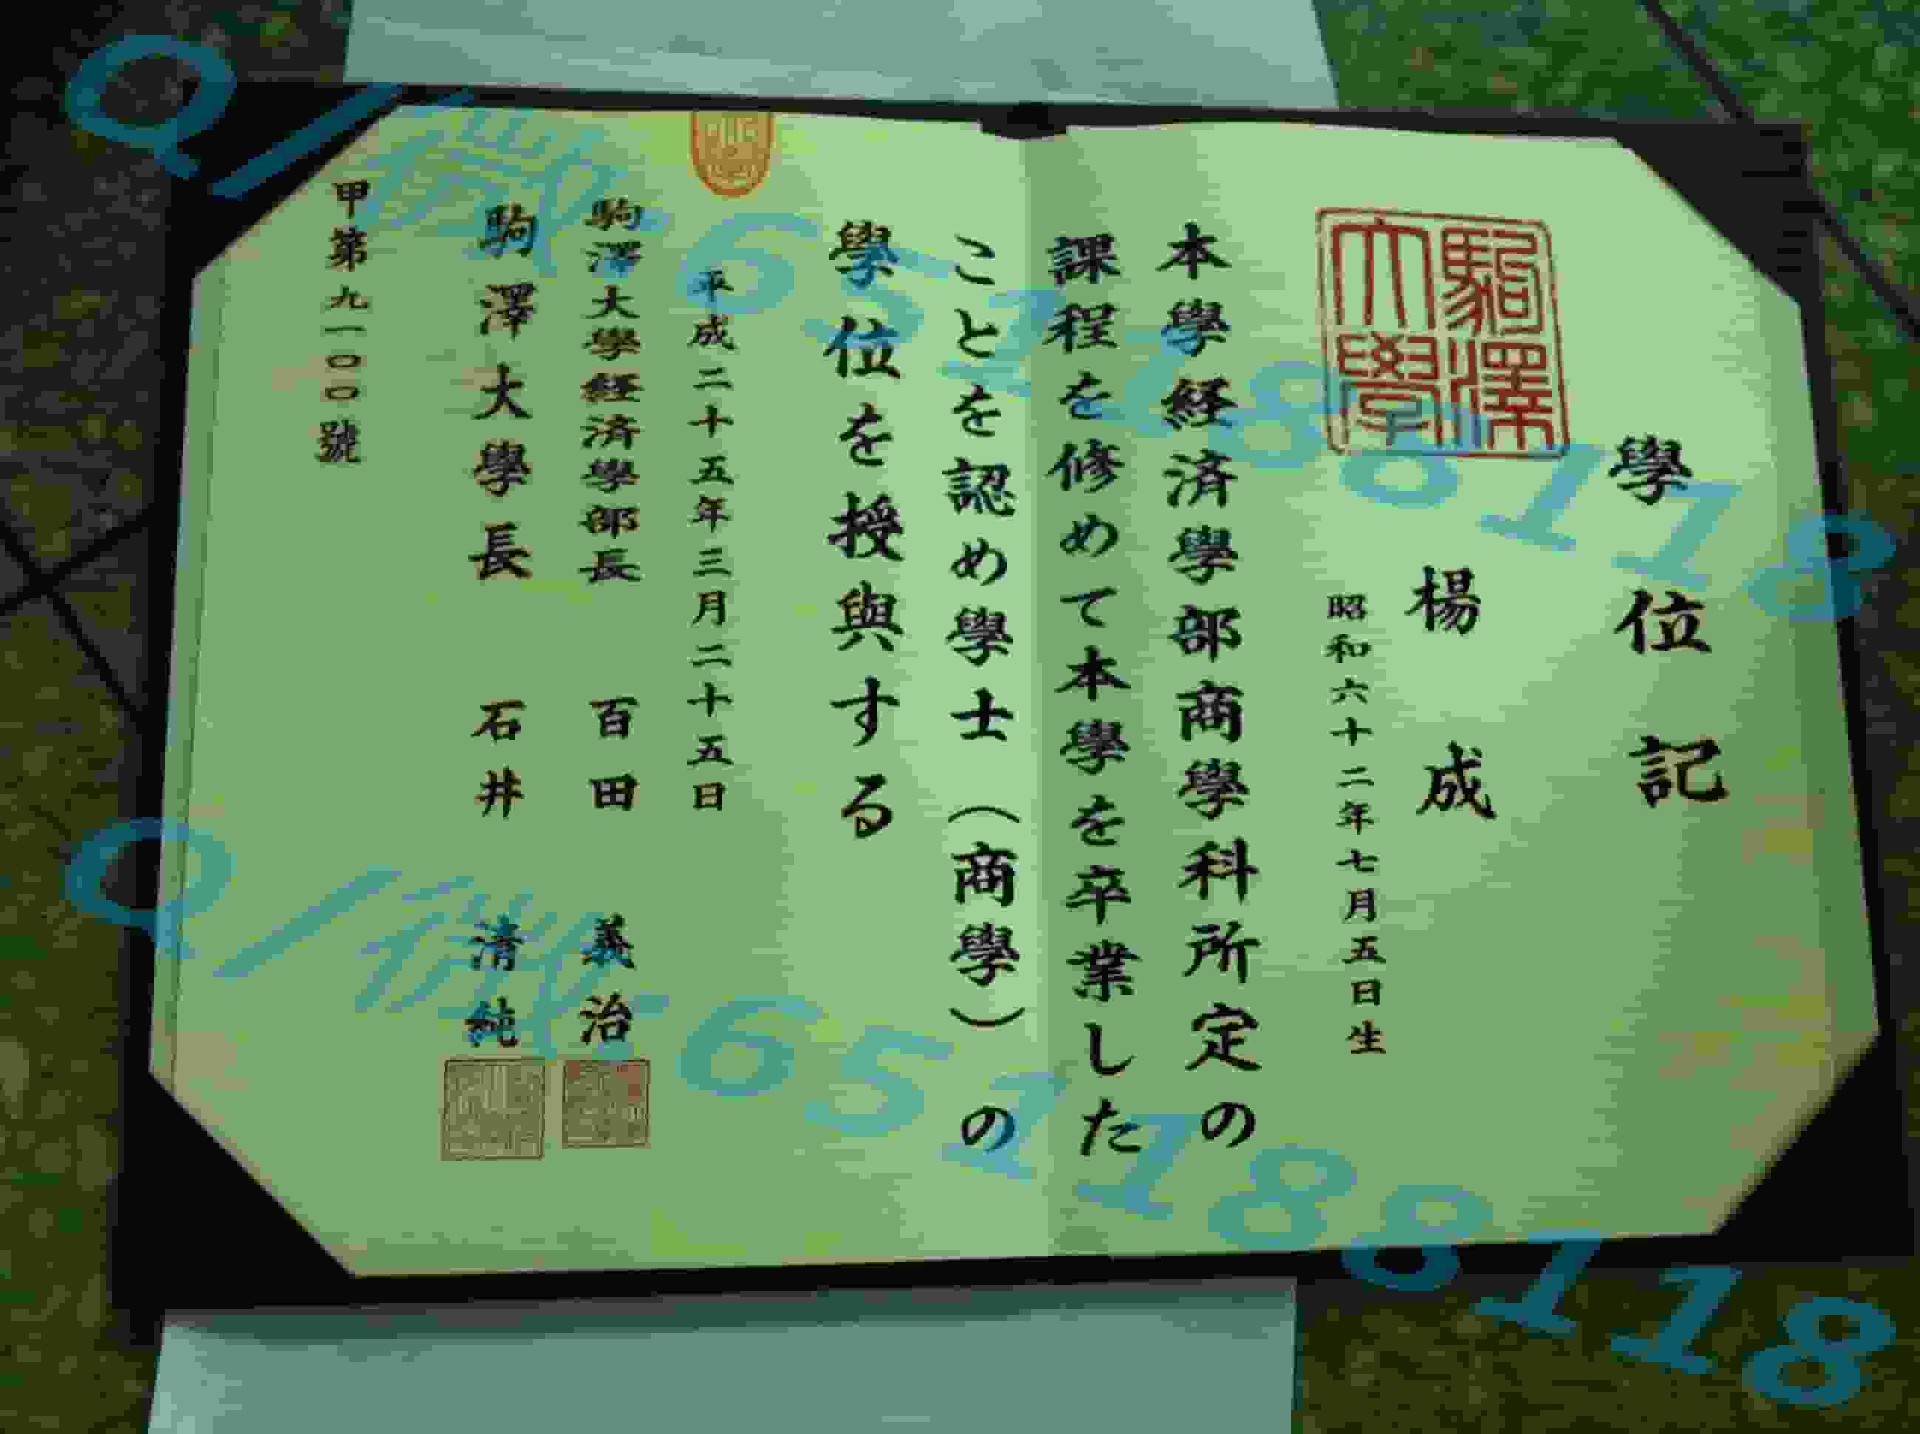 學位記
駒澤大學
楊成
昭和六十二年七月五日生
本學経済學部商學科所定の
課程を修めて本學を卒業した
ことを認め學士（商學）の
學位を授與する
平成二十五年三月二十五日
駒澤大學経済學部長 百田義治
駒澤大學長 石井清純
甲第九一〇〇號
Q/微-6511886118
Q/微-6511886118